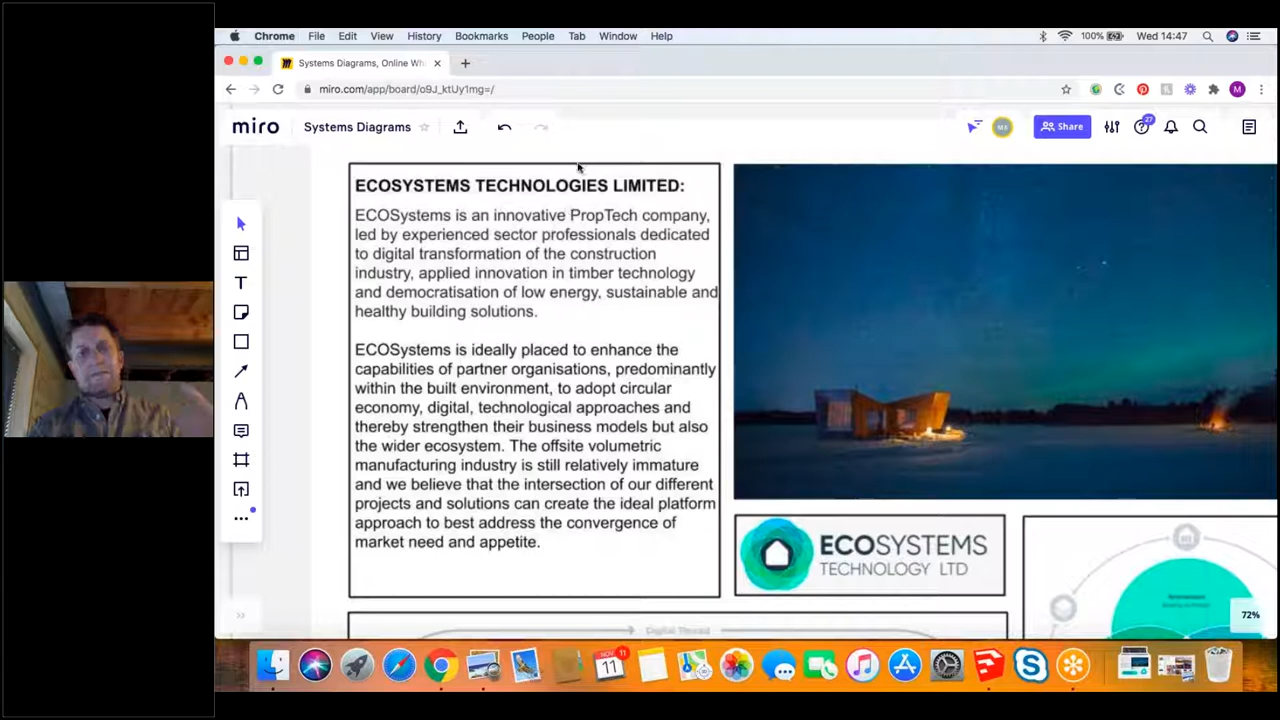 Chrome File Edit View History Bookmarks People Tab Window Help 100% Wed 14:47
Systems Diagrams, Online Wh
miro.com/app/board/o9J_ktUy1mg=/
M
miro Systems Diagrams Share 27
ECOSYSTEMS TECHNOLOGIES LIMITED:
ECOSystems is an innovative PropTech company,
led by experienced sector professionals dedicated
to digital transformation of the construction
industry, applied innovation in timber technology
and democratisation of low energy, sustainable and
healthy building solutions.
ECOSystems is ideally placed to enhance the
capabilities of partner organisations, predominantly
within the built environment, to adopt circular
economy, digital, technological approaches and
thereby strengthen their business models but also
the wider ecosystem. The offsite volumetric
manufacturing industry is still relatively immature
and we believe that the intersection of our different
projects and solutions can create the ideal platform
approach to best address the convergence of
market need and appetite.
ECOSYSTEMS
TECHNOLOGY LTD
Digital Thread
72%
NOV 11
11